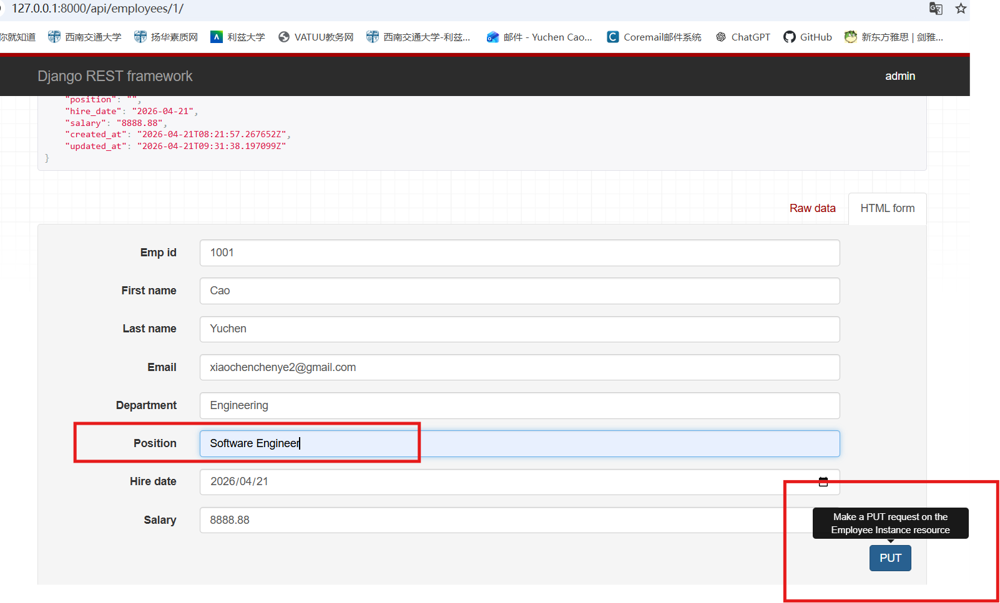 127.0.0.1:8000/api/employees/1/
你就知道 西南交通大学 扬华素质网 利兹大学 VATUU教务网 西南交通大学-利兹... 邮件 - Yuchen Cao... Coremail邮件系统 ChatGPT GitHub 新东方雅思 | 剑雅...
Django REST framework admin
"position": "",
"hire_date": "2026-04-21",
"salary": "8888.88",
"created_at": "2026-04-21T08:21:57.267652Z",
"updated_at": "2026-04-21T09:31:38.197099Z"
}
Raw data HTML form
Emp id 1001
First name Cao
Last name Yuchen
Email xiaochenchenye2@gmail.com
Department Engineering
Position Software Engineer
Hire date 2026/04/21
Salary 8888.88
Make a PUT request on the
Employee Instance resource
PUT